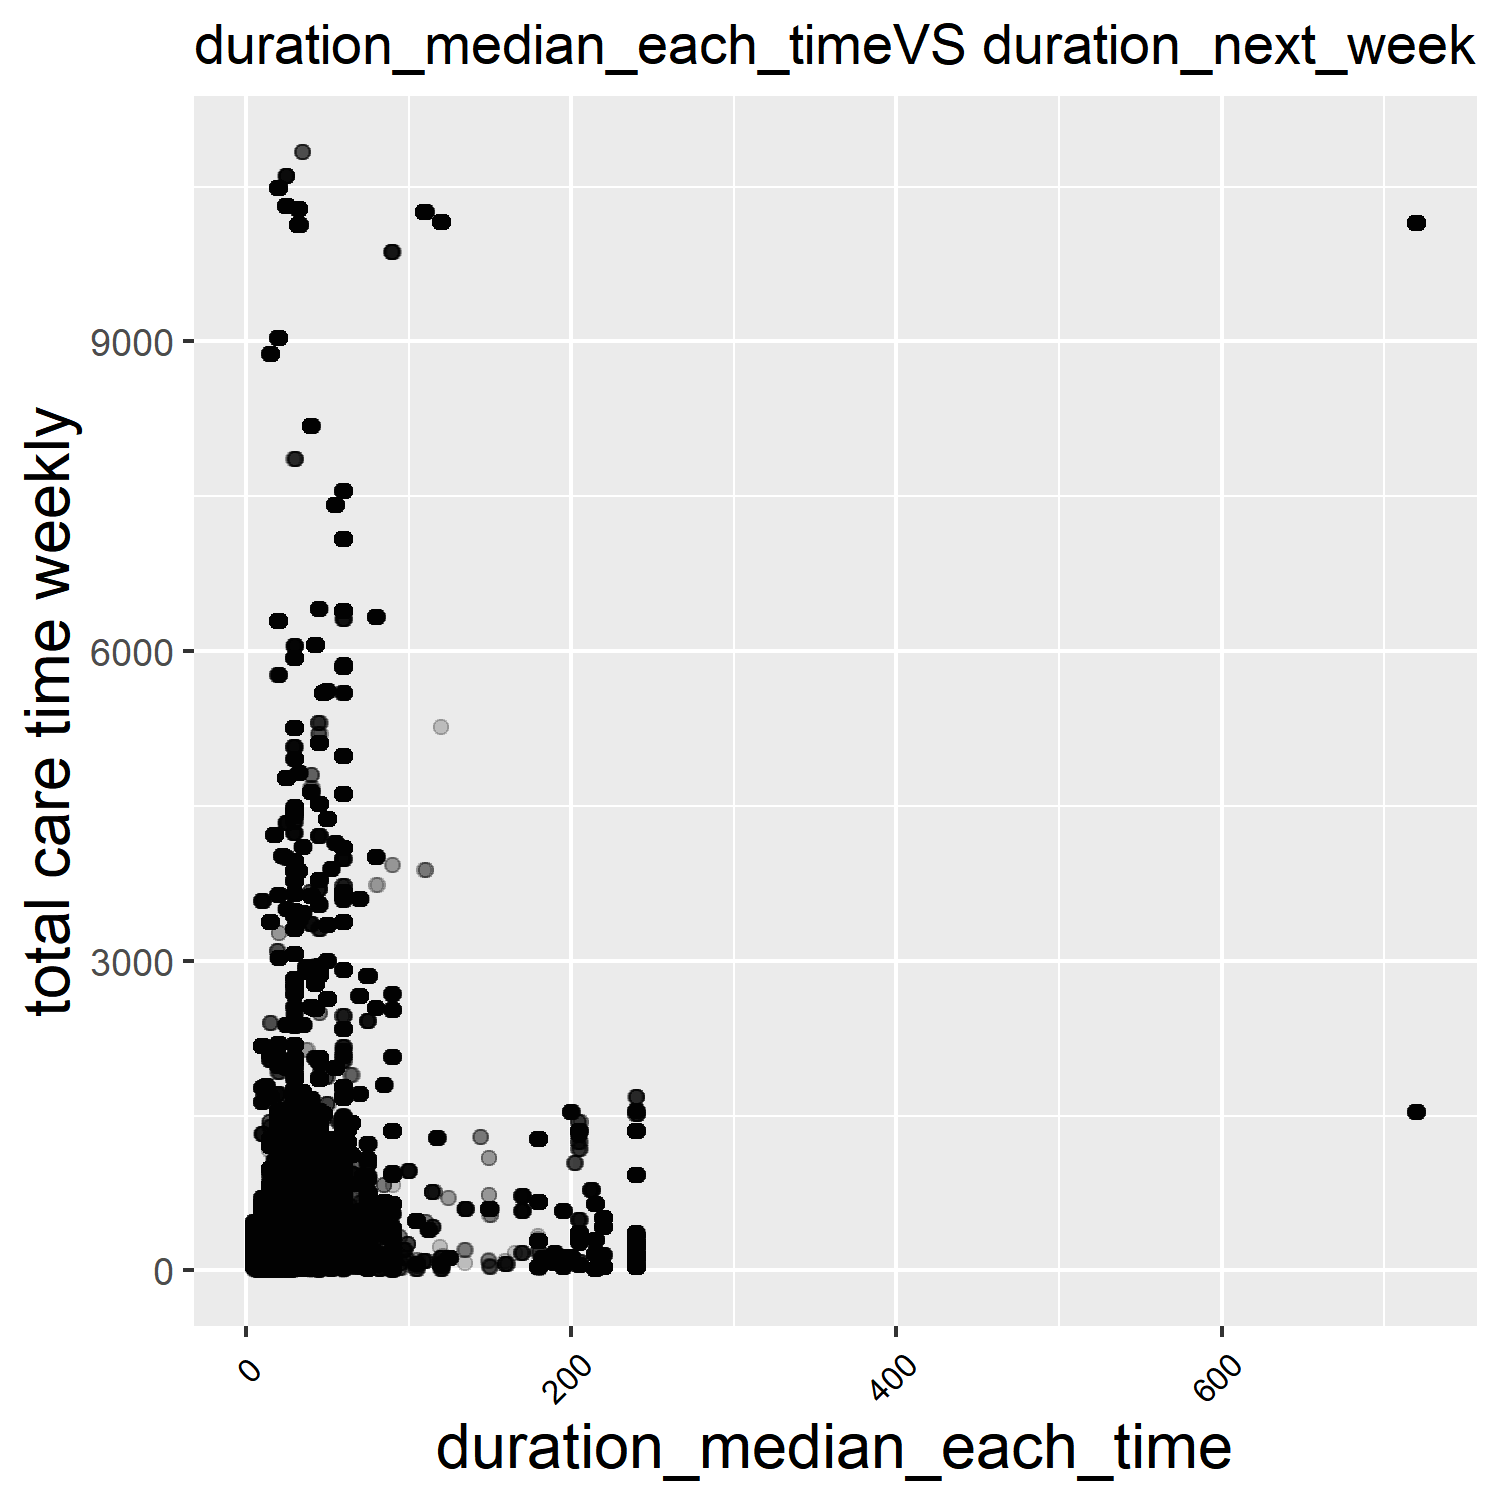 duration_median_each_timeVS duration_next_week
total care time weekly
9000
6000
3000
0
0
200
400
600
duration_median_each_time